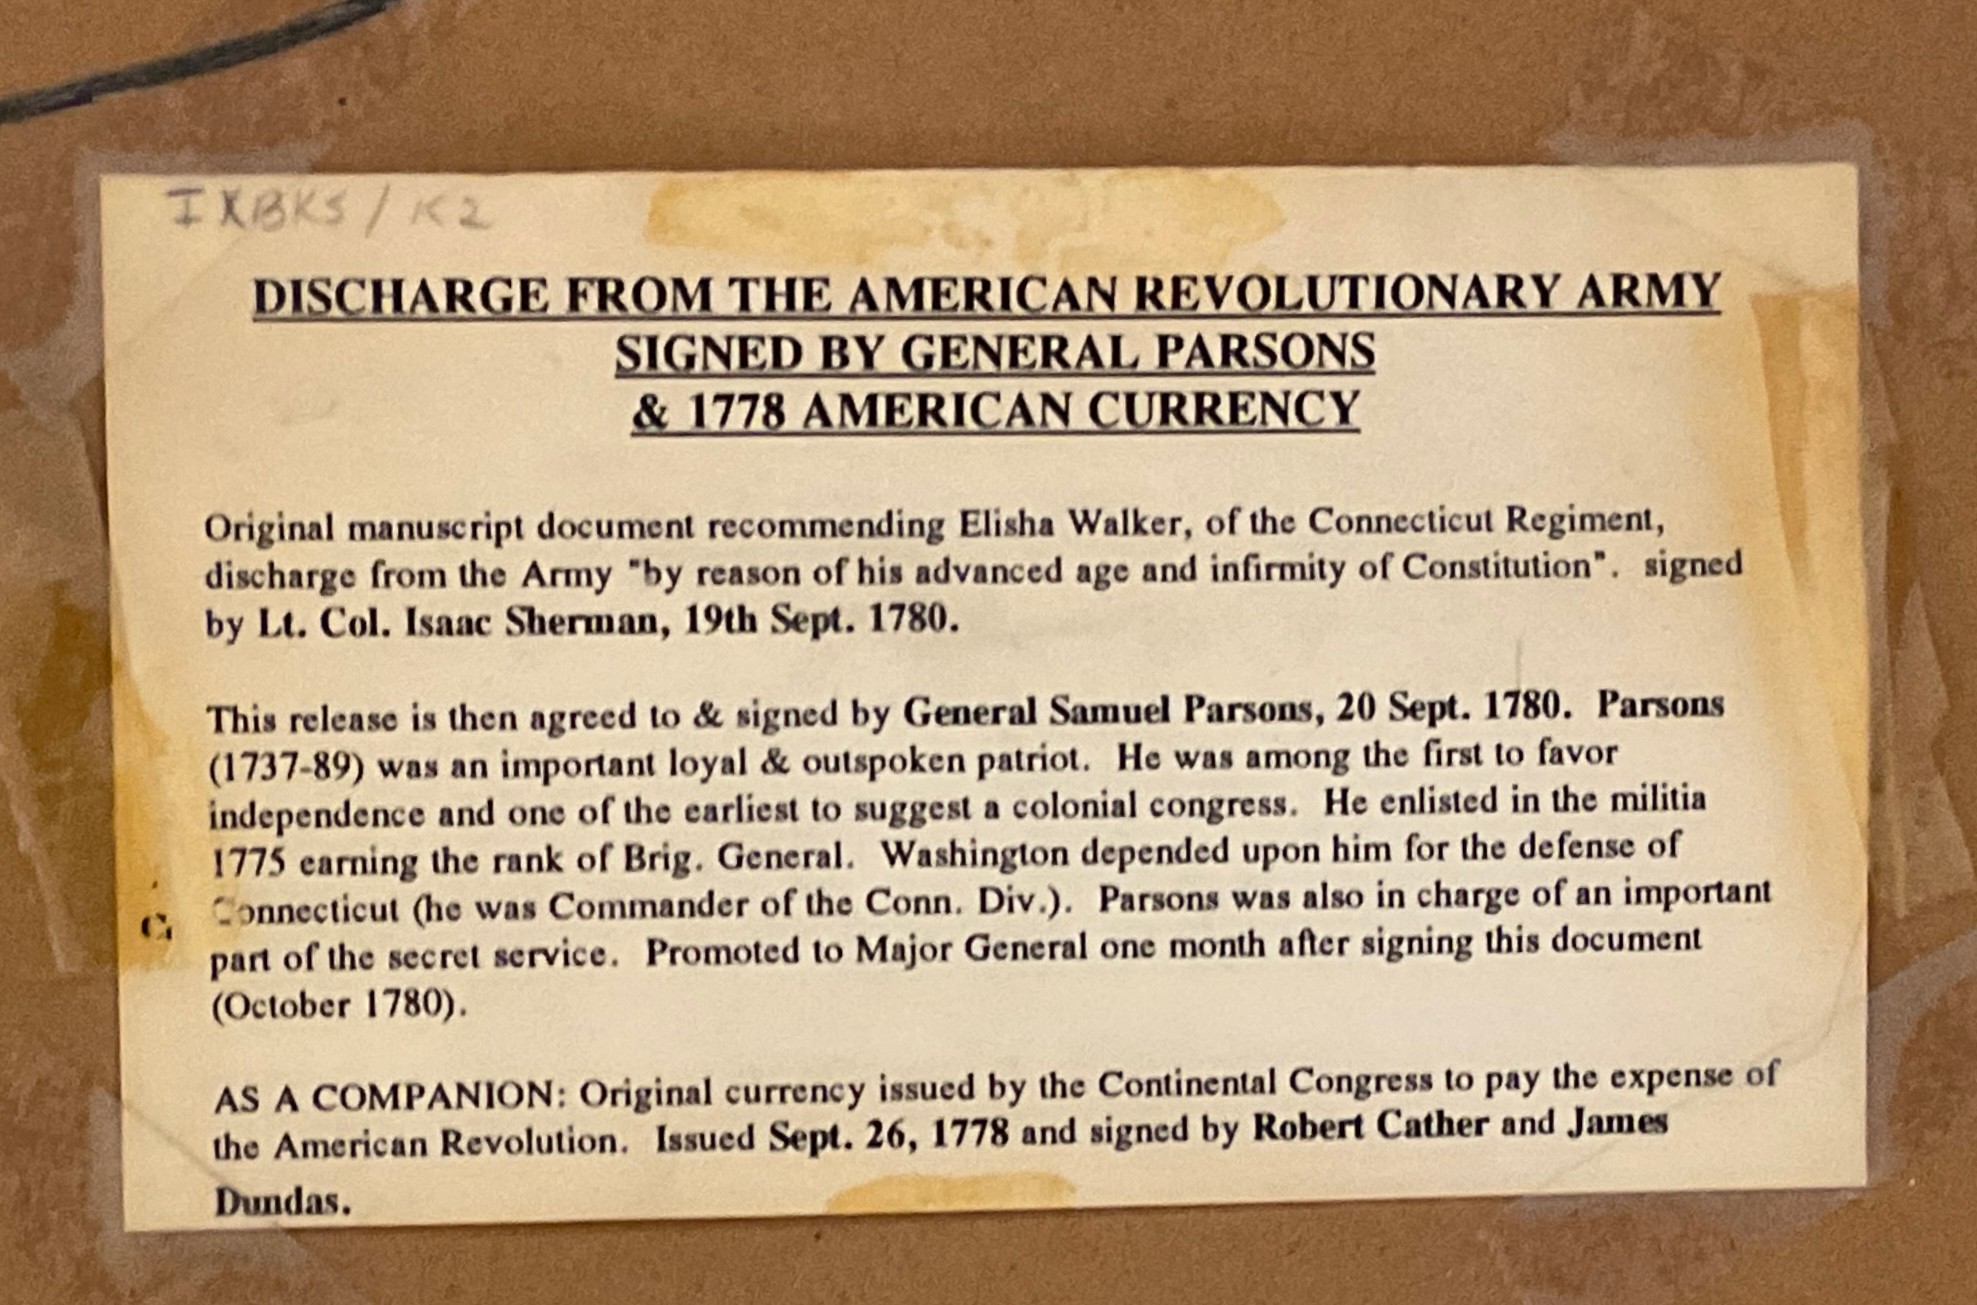 IXBKS / K2
DISCHARGE FROM THE AMERICAN REVOLUTIONARY ARMY
SIGNED BY GENERAL PARSONS
& 1778 AMERICAN CURRENCY
Original manuscript document recommending Elisha Walker, of the Connecticut Regiment,
discharge from the Army "by reason of his advanced age and infirmity of Constitution". signed
by Lt. Col. Isaac Sherman, 19th Sept. 1780.
This release is then agreed to & signed by General Samuel Parsons, 20 Sept. 1780. Parsons
(1737-89) was an important loyal & outspoken patriot. He was among the first to favor
independence and one of the earliest to suggest a colonial congress. He enlisted in the militia
1775 earning the rank of Brig. General. Washington depended upon him for the defense of
Connecticut (he was Commander of the Conn. Div.). Parsons was also in charge of an important
part of the secret service. Promoted to Major General one month after signing this document
(October 1780).
AS A COMPANION: Original currency issued by the Continental Congress to pay the expense of
the American Revolution. Issued Sept. 26, 1778 and signed by Robert Cather and James
Dundas.